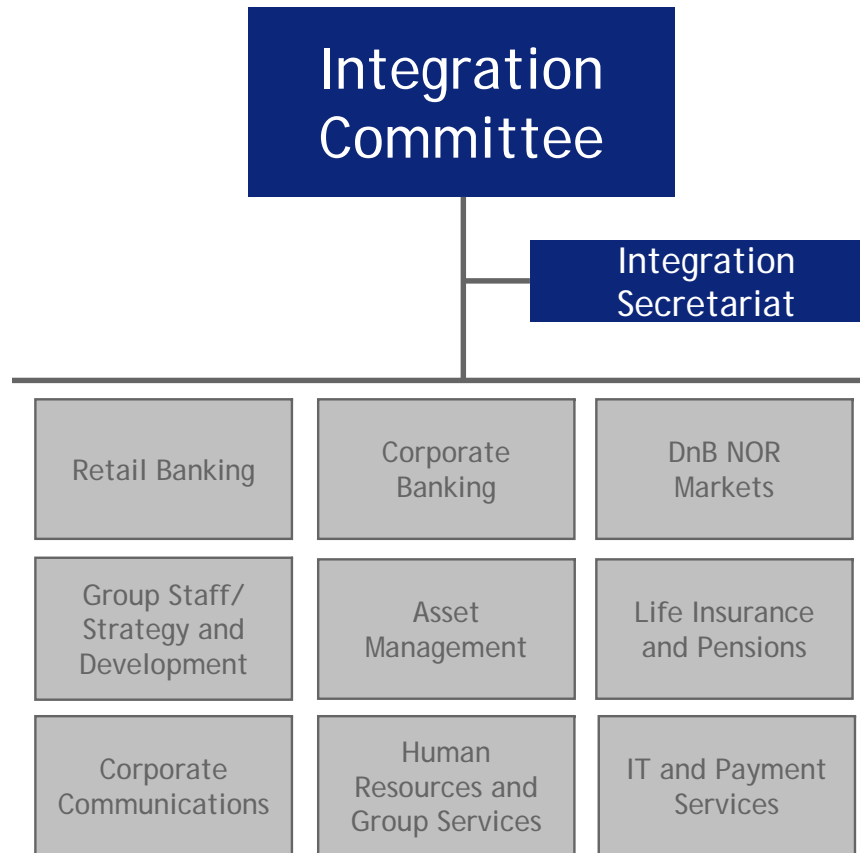 Integration
Committee
Integration
Secretariat
Retail Banking
Corporate
Banking
DnB NOR
Markets
Group Staff/
Strategy and
Development
Asset
Management
Life Insurance
and Pensions
Corporate
Communications
Human
Resources and
Group Services
IT and Payment
Services